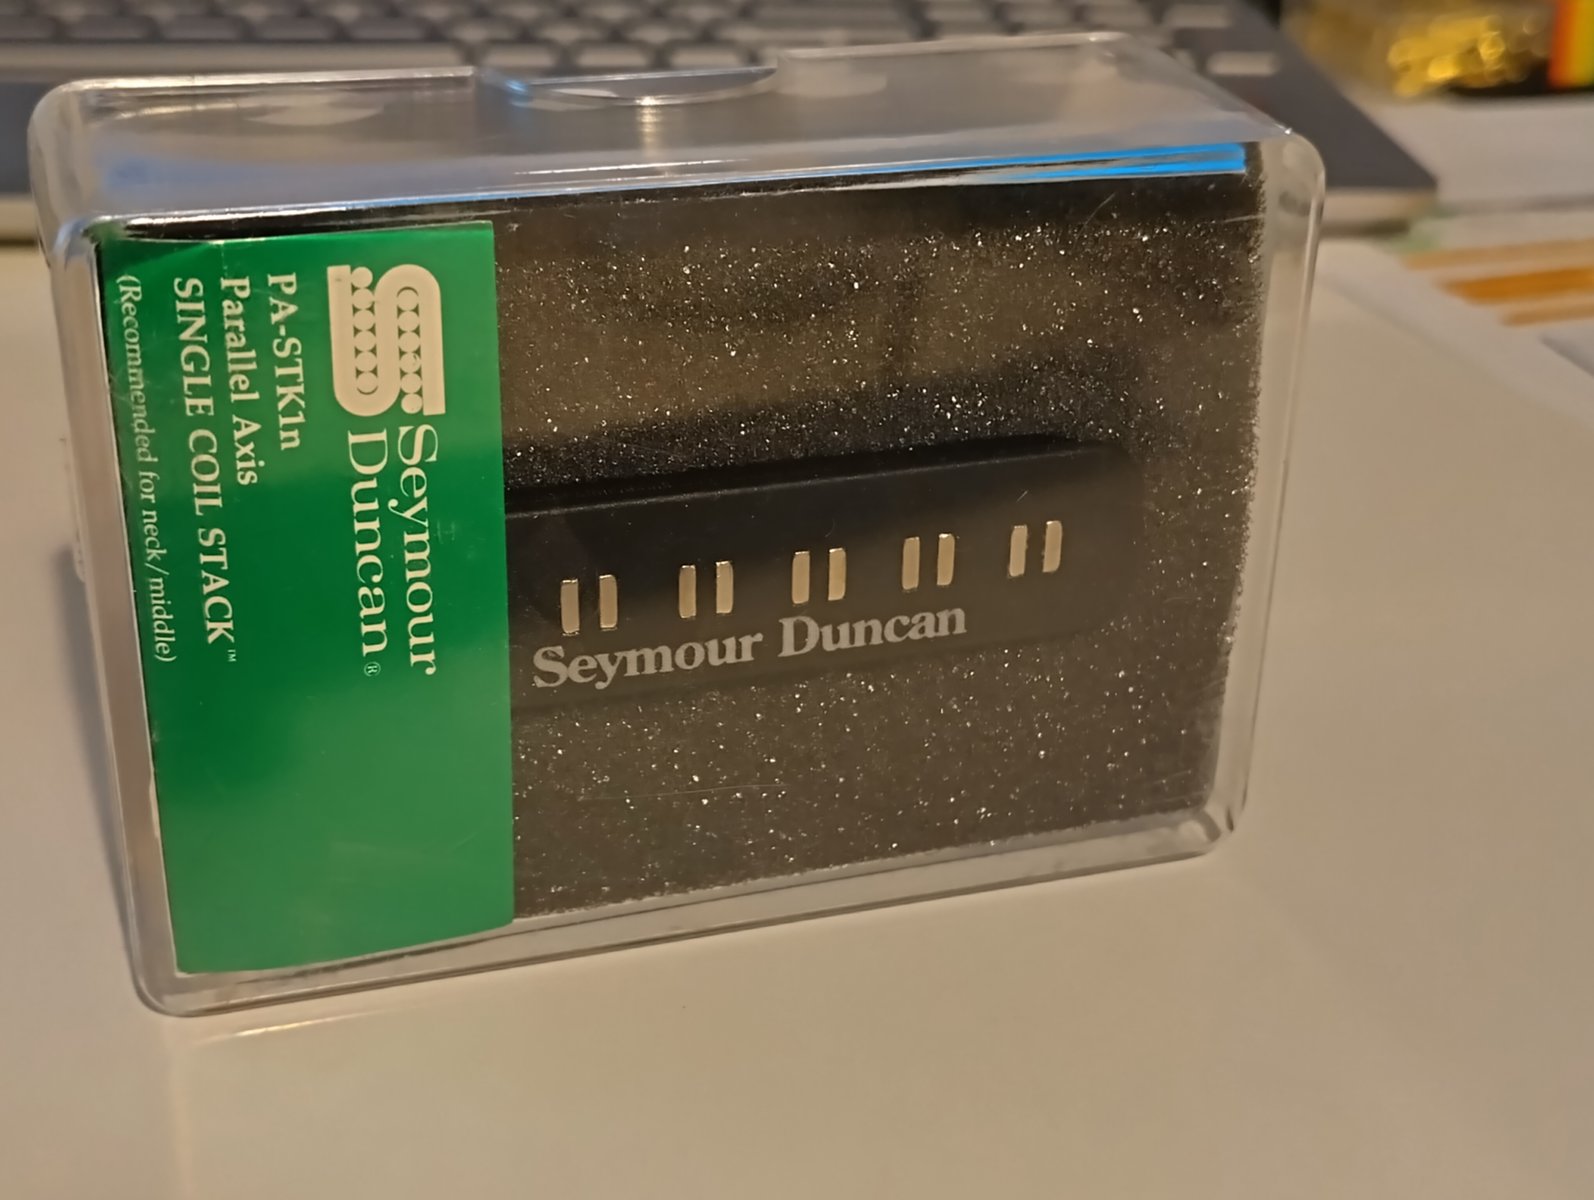 Seymour
Duncan®
PA-STK1n
Parallel Axis
SINGLE COIL STACK™
(Recommended for neck/middle)
Seymour Duncan